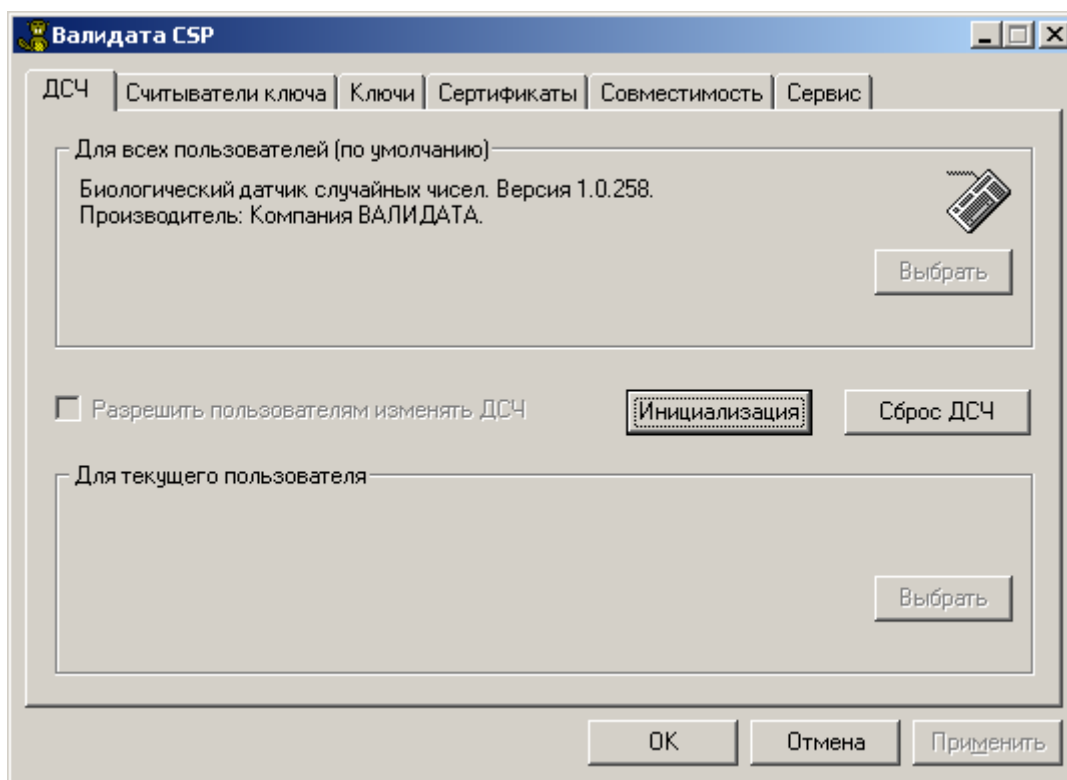 Валидата CSP
ДСЧ Считыватели ключа Ключи Сертификаты Совместимость Сервис
Для всех пользователей (по умолчанию)
Биологический датчик случайных чисел. Версия 1.0.258.
Производитель: Компания ВАЛИДАТА.
Выбрать
Разрешить пользователям изменять ДСЧ Инициализация Сброс ДСЧ
Для текущего пользователя
Выбрать
ОК Отмена Применить